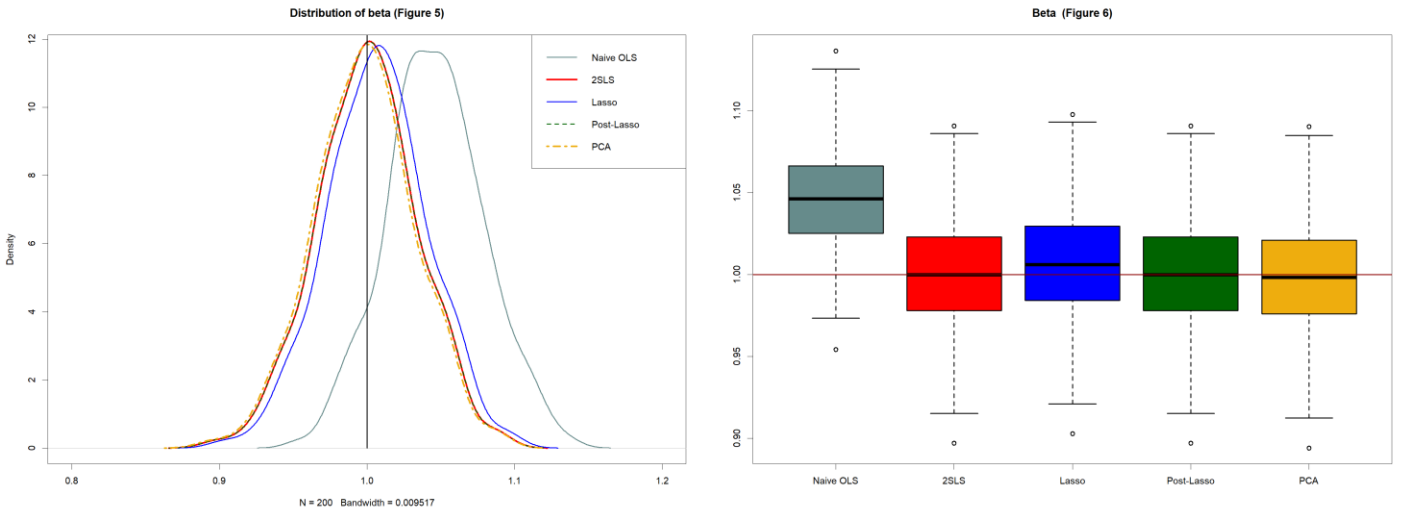 Distribution of beta (Figure 5)
Density
0
2
4
6
8
10
12
0.8
0.9
1.0
1.1
1.2
N = 200 Bandwidth = 0.009517
Naive OLS
2SLS
Lasso
Post-Lasso
PCA
Beta (Figure 6)
0.90
0.95
1.00
1.05
1.10
Naive OLS
2SLS
Lasso
Post-Lasso
PCA